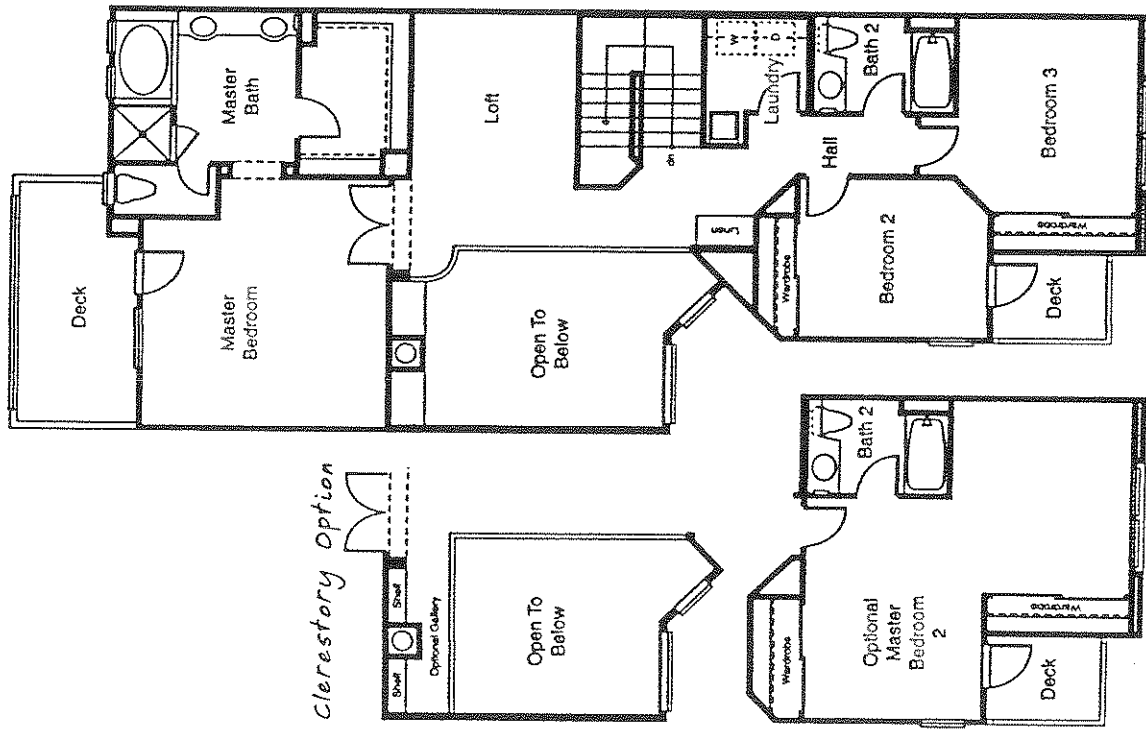 Deck
Master
Bath
Master
Bedroom
Loft
dn
W
D
Laundry
Bath 2
Hall
Linen
Wardrobe
Bedroom 2
Bedroom 3
Wardrobe
Deck
Open To
Below
Clerestory Option
Shelf
Shelf
Optional Gallery
Open To
Below
Wardrobe
Bath 2
Optional
Master
Bedroom
2
Wardrobe
Deck